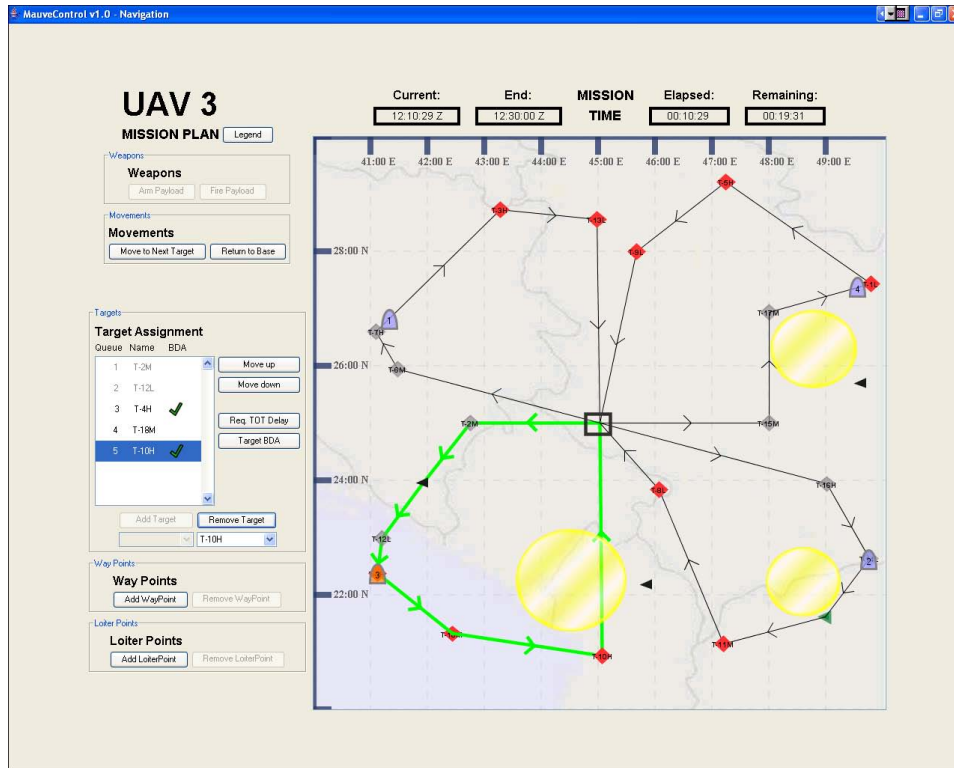 MauveControl v1.0 - Navigation
UAV 3
MISSION PLAN Legend
Current: End: MISSION TIME Elapsed: Remaining:
12:10:29 Z 12:30:00 Z 00:10:29 00:19:31
Weapons
Weapons
Arm Payload Fire Payload
Movements
Movements
Move to Next Target Return to Base
Targets
Target Assignment
Queue Name BDA
1 T-2M
2 T-12L
3 T-4H
4 T-18M
5 T-10H
Move up
Move down
Req. TOT Delay
Target BDA
Add Target Remove Target
T-10H
Way Points
Way Points
Add WayPoint Remove WayPoint
Loiter Points
Loiter Points
Add LoiterPoint Remove LoiterPoint
41:00 E 42:00 E 43:00 E 44:00 E 45:00 E 46:00 E 47:00 E 48:00 E 49:00 E
T-5H
T-3H
T-13L
28:00 N
T-9L
T-1L
4
1
T-17M
T-7H
26:00 N
T-2M
T-15M
24:00 N
T-16H
T-12L
2
3
22:00 N
T-11M
T-10H